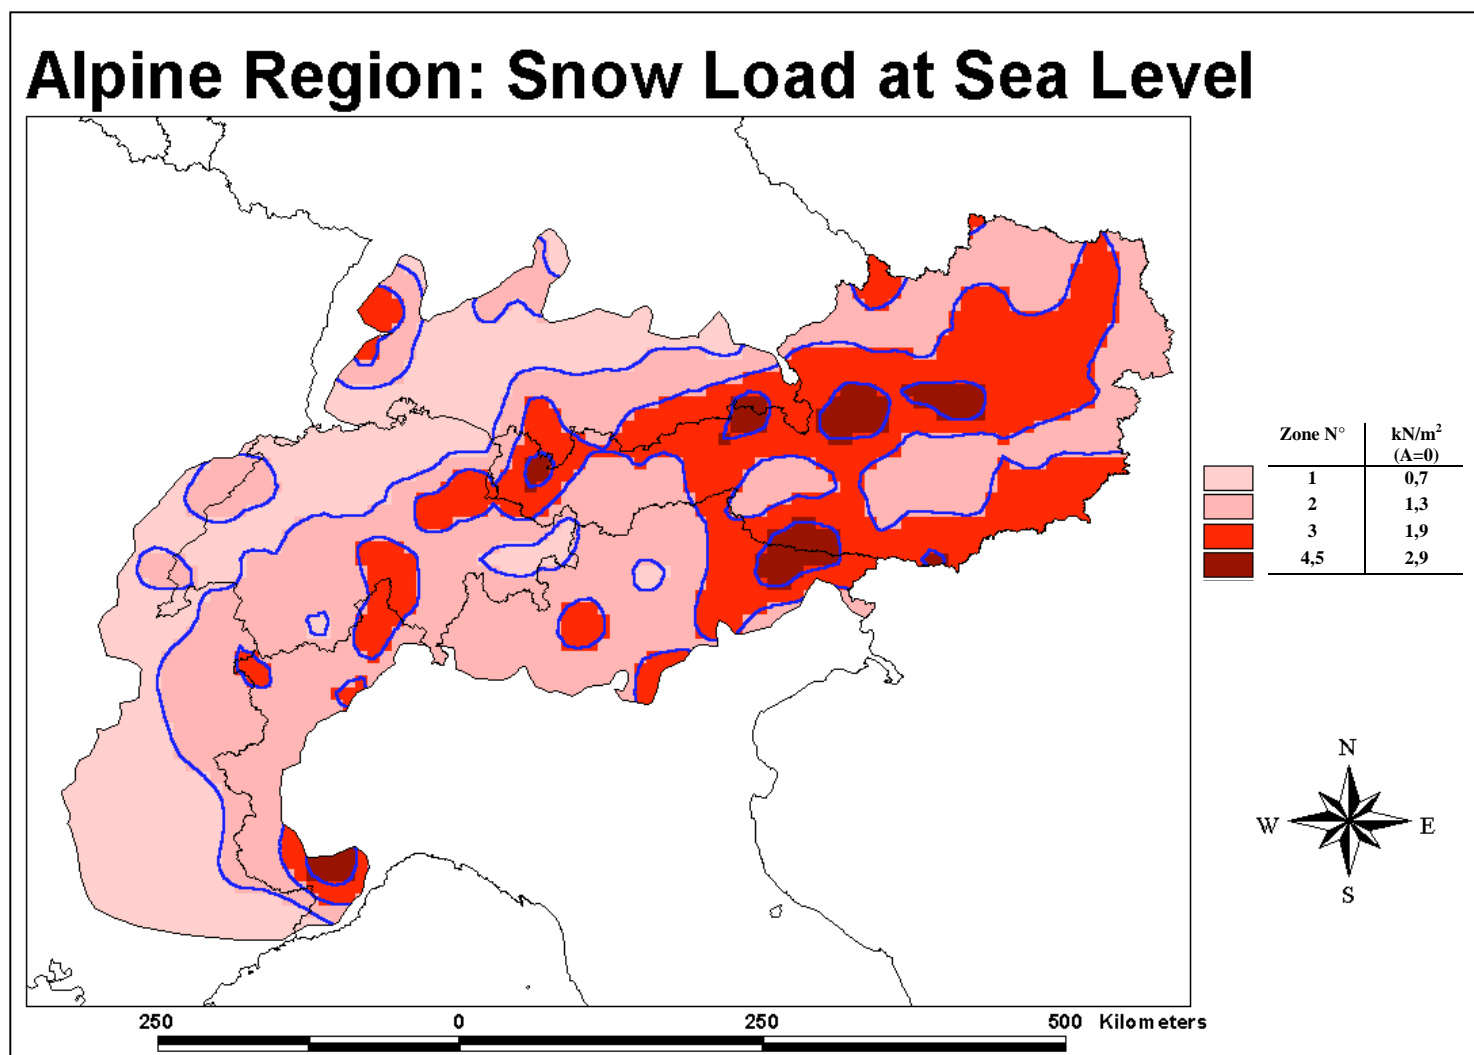 Alpine Region: Snow Load at Sea Level
Zone N° kN/m²
(A=0)
1 0,7
2 1,3
3 1,9
4,5 2,9
N
W E
S
250 0 250 500 Kilometers